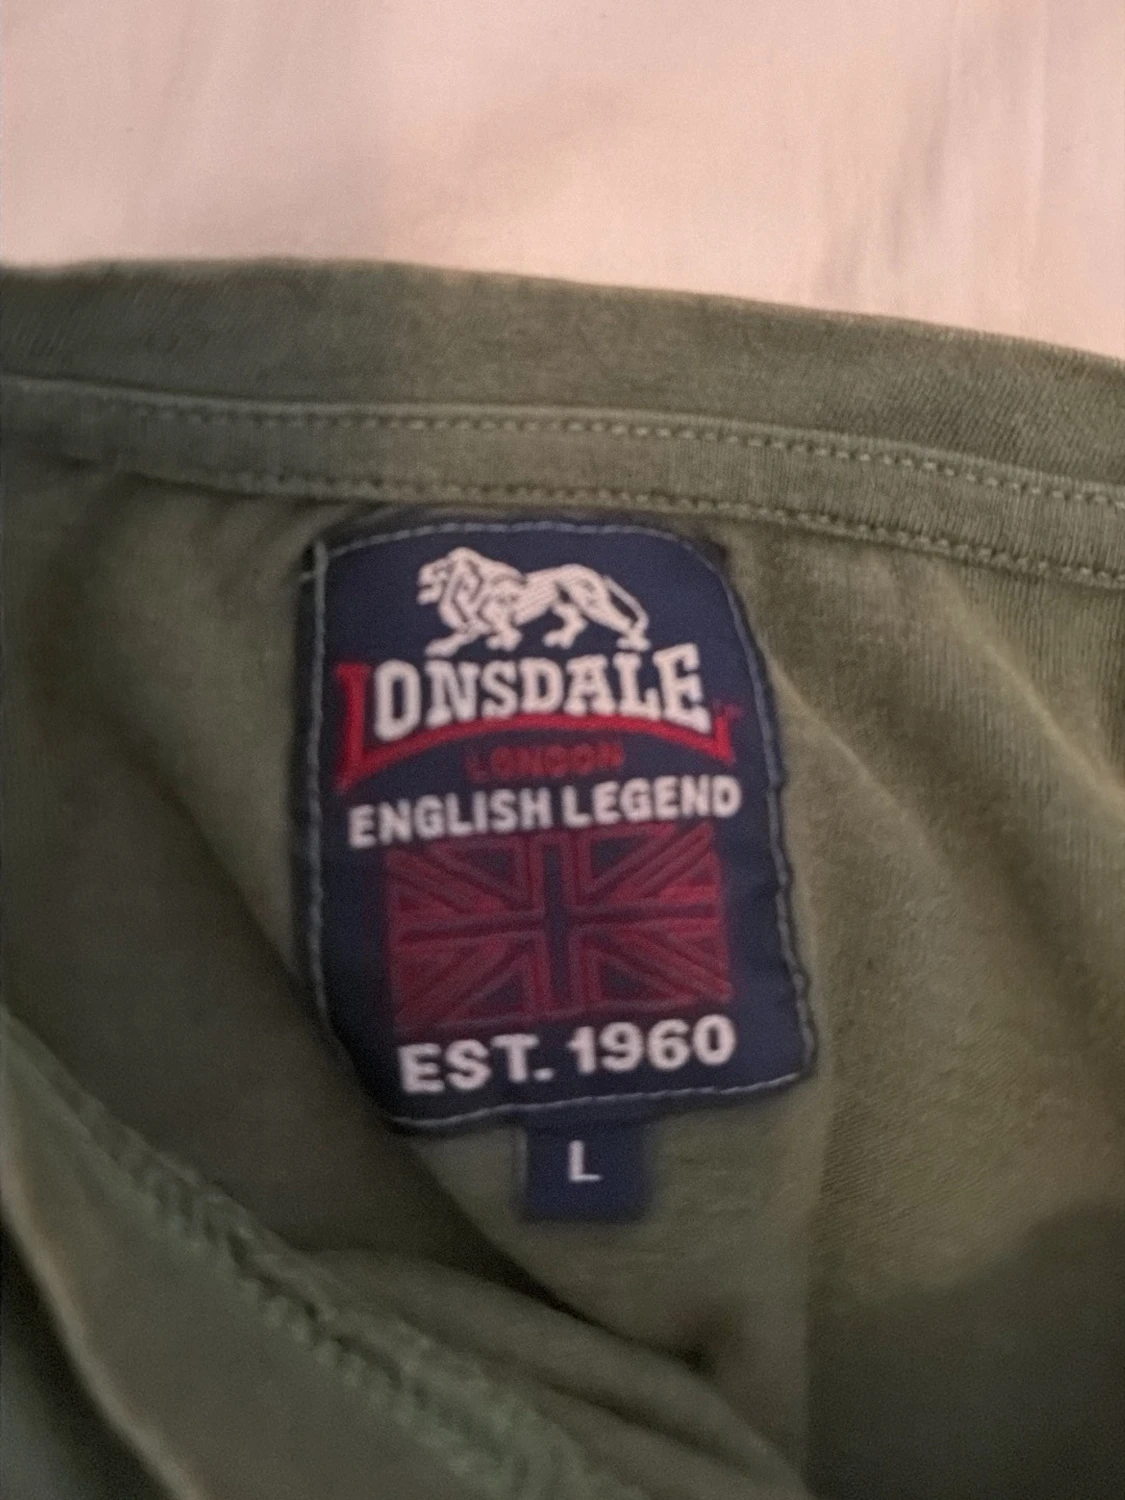 LONSDALE
LONDON
ENGLISH LEGEND
EST. 1960
L